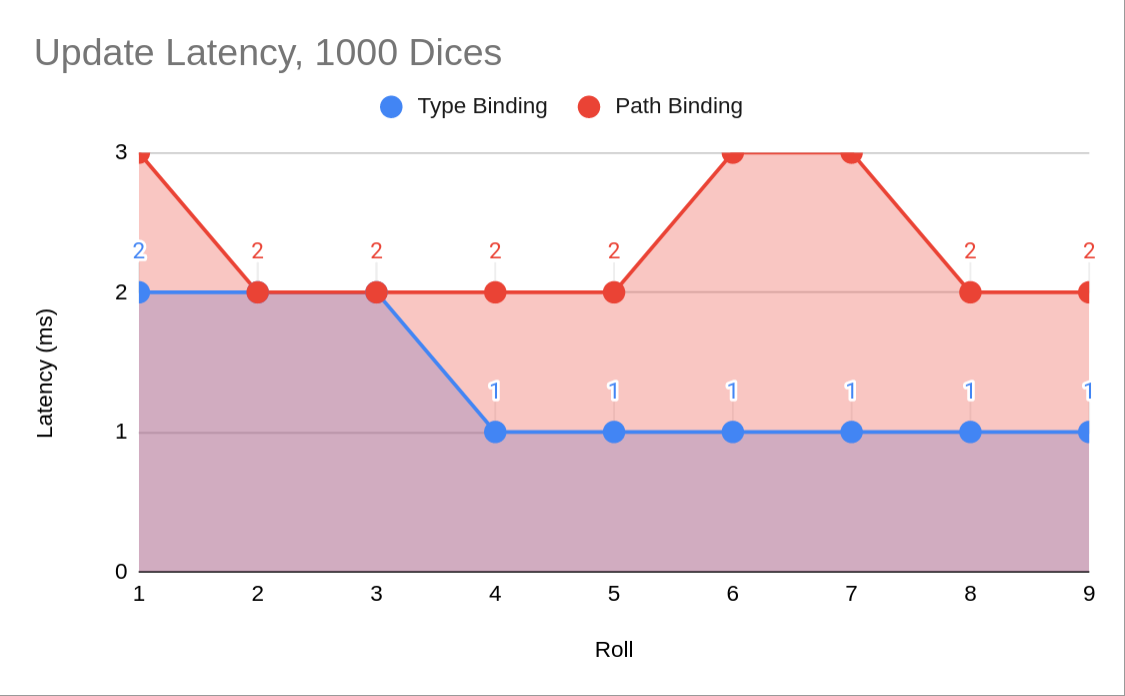 Update Latency, 1000 Dices
Type Binding Path Binding
3
2 2 2 2 2 2 2
2
1 1 1 1 1 1
1
0
1 2 3 4 5 6 7 8 9
Latency (ms)
Roll